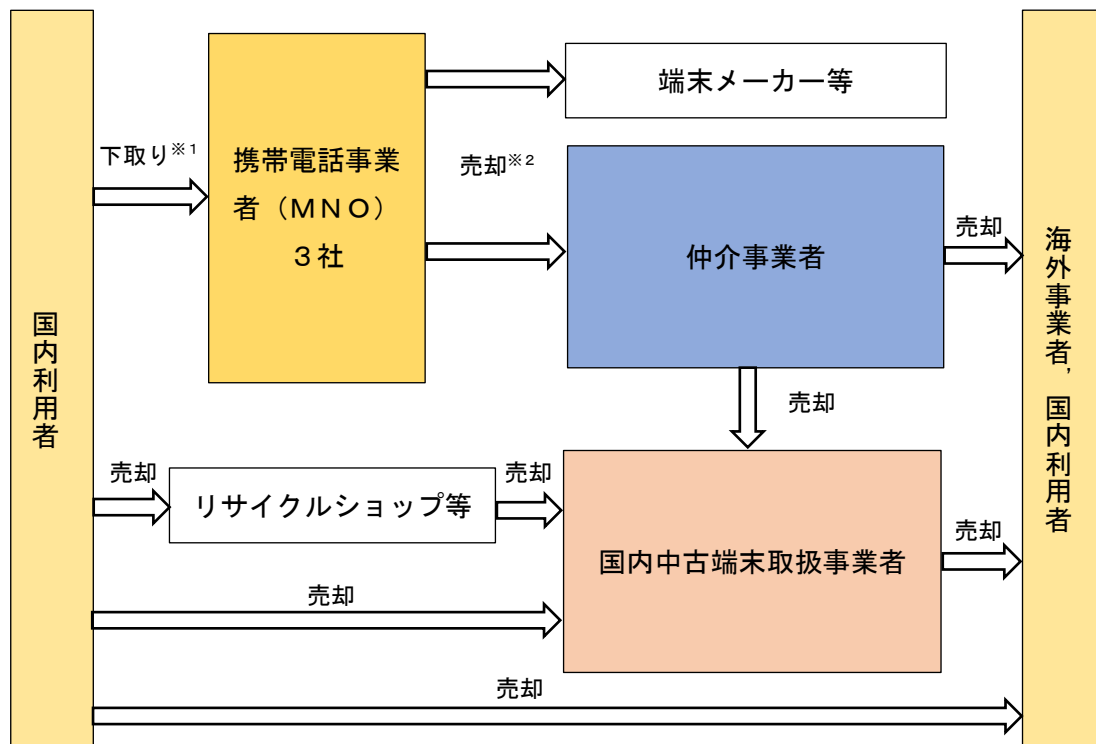 国内利用者
下取り※1
携帯電話事業
者（ＭＮＯ）
３社
端末メーカー等
売却※2
仲介事業者
売却
売却
売却
リサイクルショップ等
売却
国内中古端末取扱事業者
売却
売却
売却
海外事業者，国内利用者